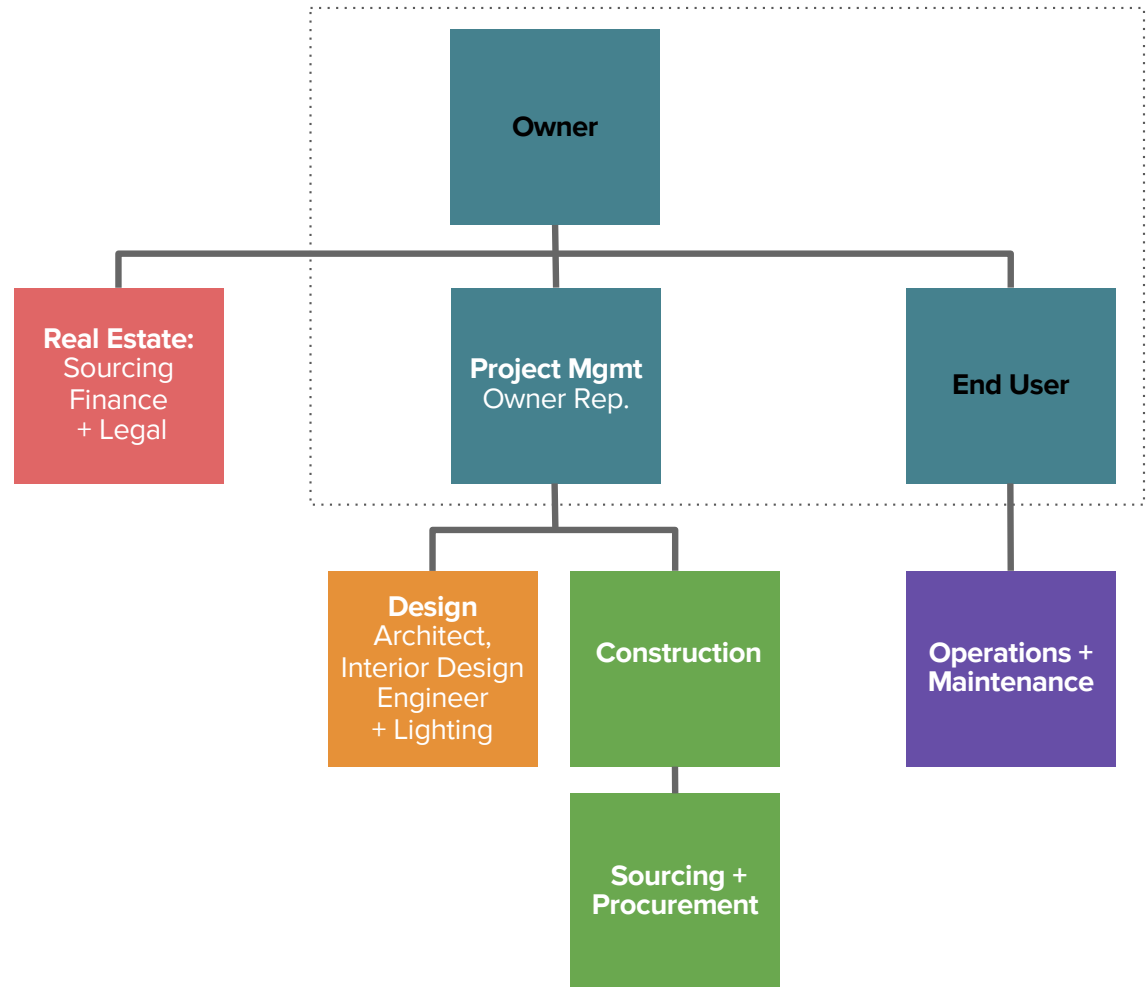 Owner
Real Estate:
Sourcing
Finance
+ Legal
Project Mgmt
Owner Rep.
End User
Design
Architect,
Interior Design
Engineer
+ Lighting
Construction
Operations +
Maintenance
Sourcing +
Procurement